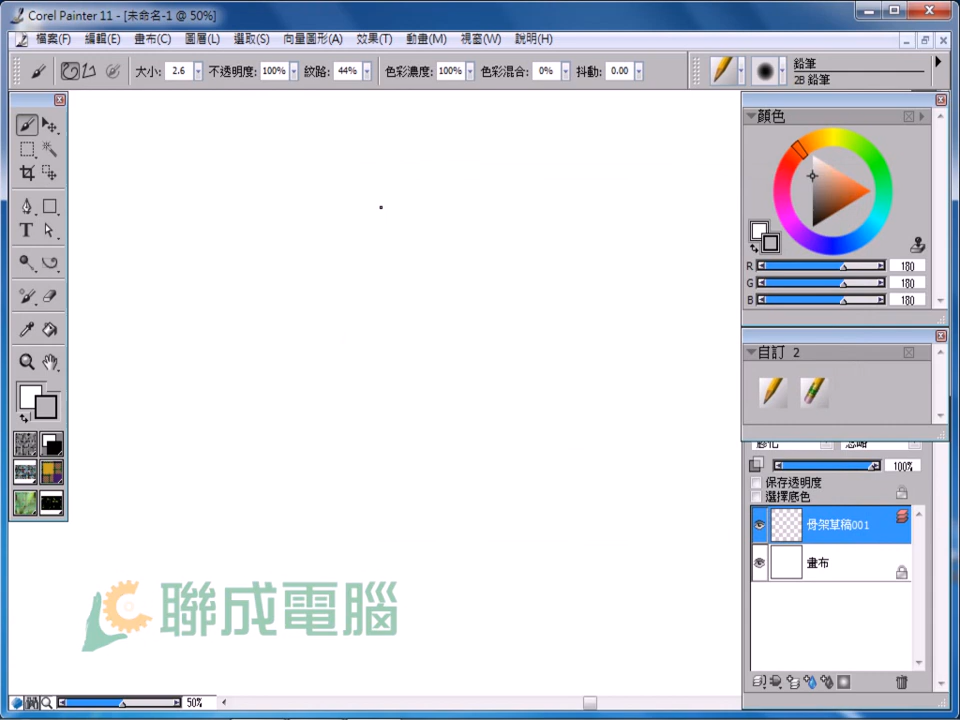 Corel Painter 11 - [未命名-1 @ 50%]
檔案(F) 編輯(E) 畫布(C) 圖層(L) 選取(S) 向量圖形(A) 效果(T) 動畫(M) 視窗(W) 說明(H)
大小: 2.6 不透明度: 100% 紋路: 44% 色彩濃度: 100% 色彩混合: 0% 抖動: 0.00
鉛筆
2B 鉛筆
顏色
R 180
G 180
B 180
自訂 2
100%
保存透明度
選擇底色
骨架草稿001
畫布
聯成電腦
50%